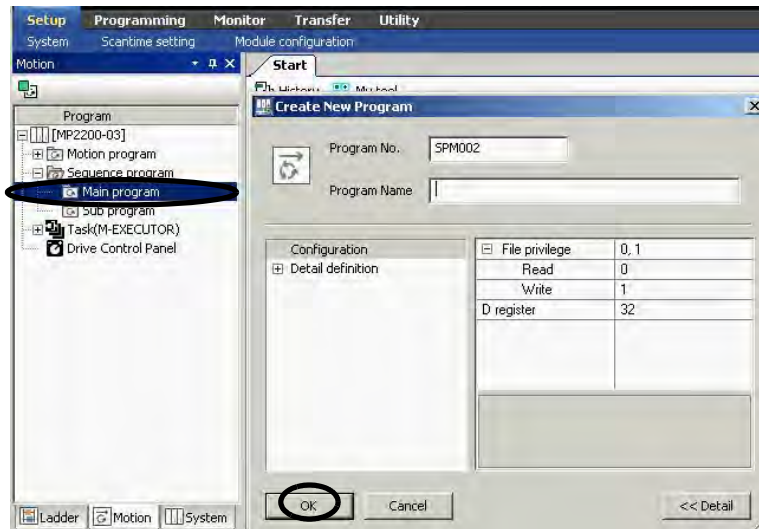 Setup Programming Monitor Transfer Utility
System Scantime setting Module configuration
Motion
Start
History My tool
Program
[MP2200-03]
Motion program
Sequence program
Main program
Sub program
Task(M-EXECUTOR)
Drive Control Panel
Create New Program
Program No. SPM002
Program Name
Configuration
Detail definition
File privilege 0, 1
Read 0
Write 1
D register 32
OK Cancel << Detail
Ladder Motion System